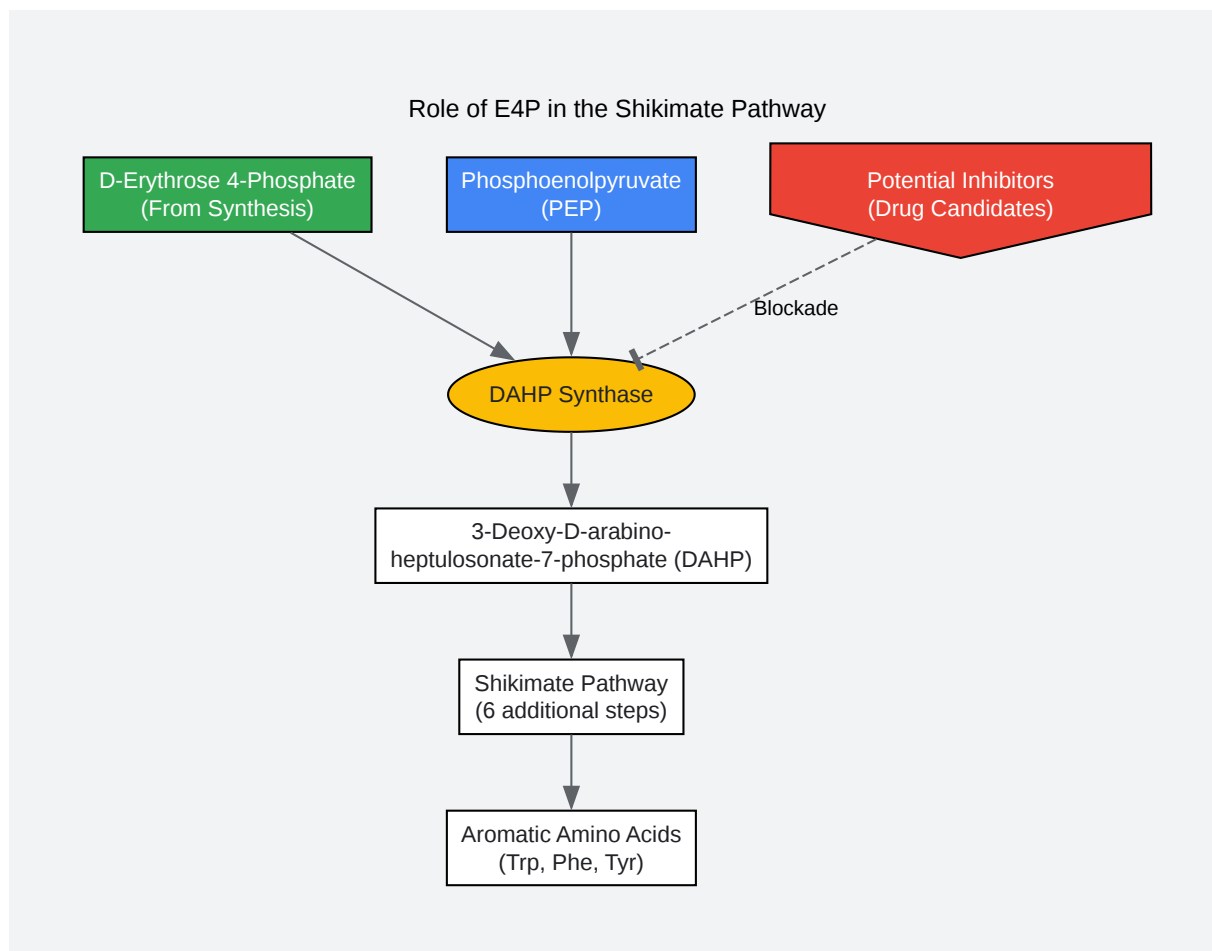 Role of E4P in the Shikimate Pathway
D-Erythrose 4-Phosphate
(From Synthesis)
Phosphoenolpyruvate
(PEP)
Potential Inhibitors
(Drug Candidates)
Blockade
DAHP Synthase
3-Deoxy-D-arabino-
heptulosonate-7-phosphate (DAHP)
Shikimate Pathway
(6 additional steps)
Aromatic Amino Acids
(Trp, Phe, Tyr)